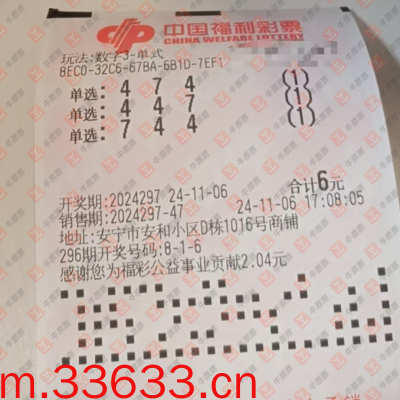 中国福利彩票
CHINA WELFARE LOTTERY
玩法:数字3-单式
8EC0-32C6-67BA-6B1D-7EF1
单选: 4 7 4 (1)
单选: 4 4 7 (1)
单选: 7 4 4 (1)
合计6元
开奖期:2024297 24-11-06
销售期:2024297-47 24-11-06 17:08:05
地址:安宁市安和小区D栋1016号商铺
296期开奖号码:8-1-6
感谢您为福彩公益事业贡献2.04元
m.33633.cn